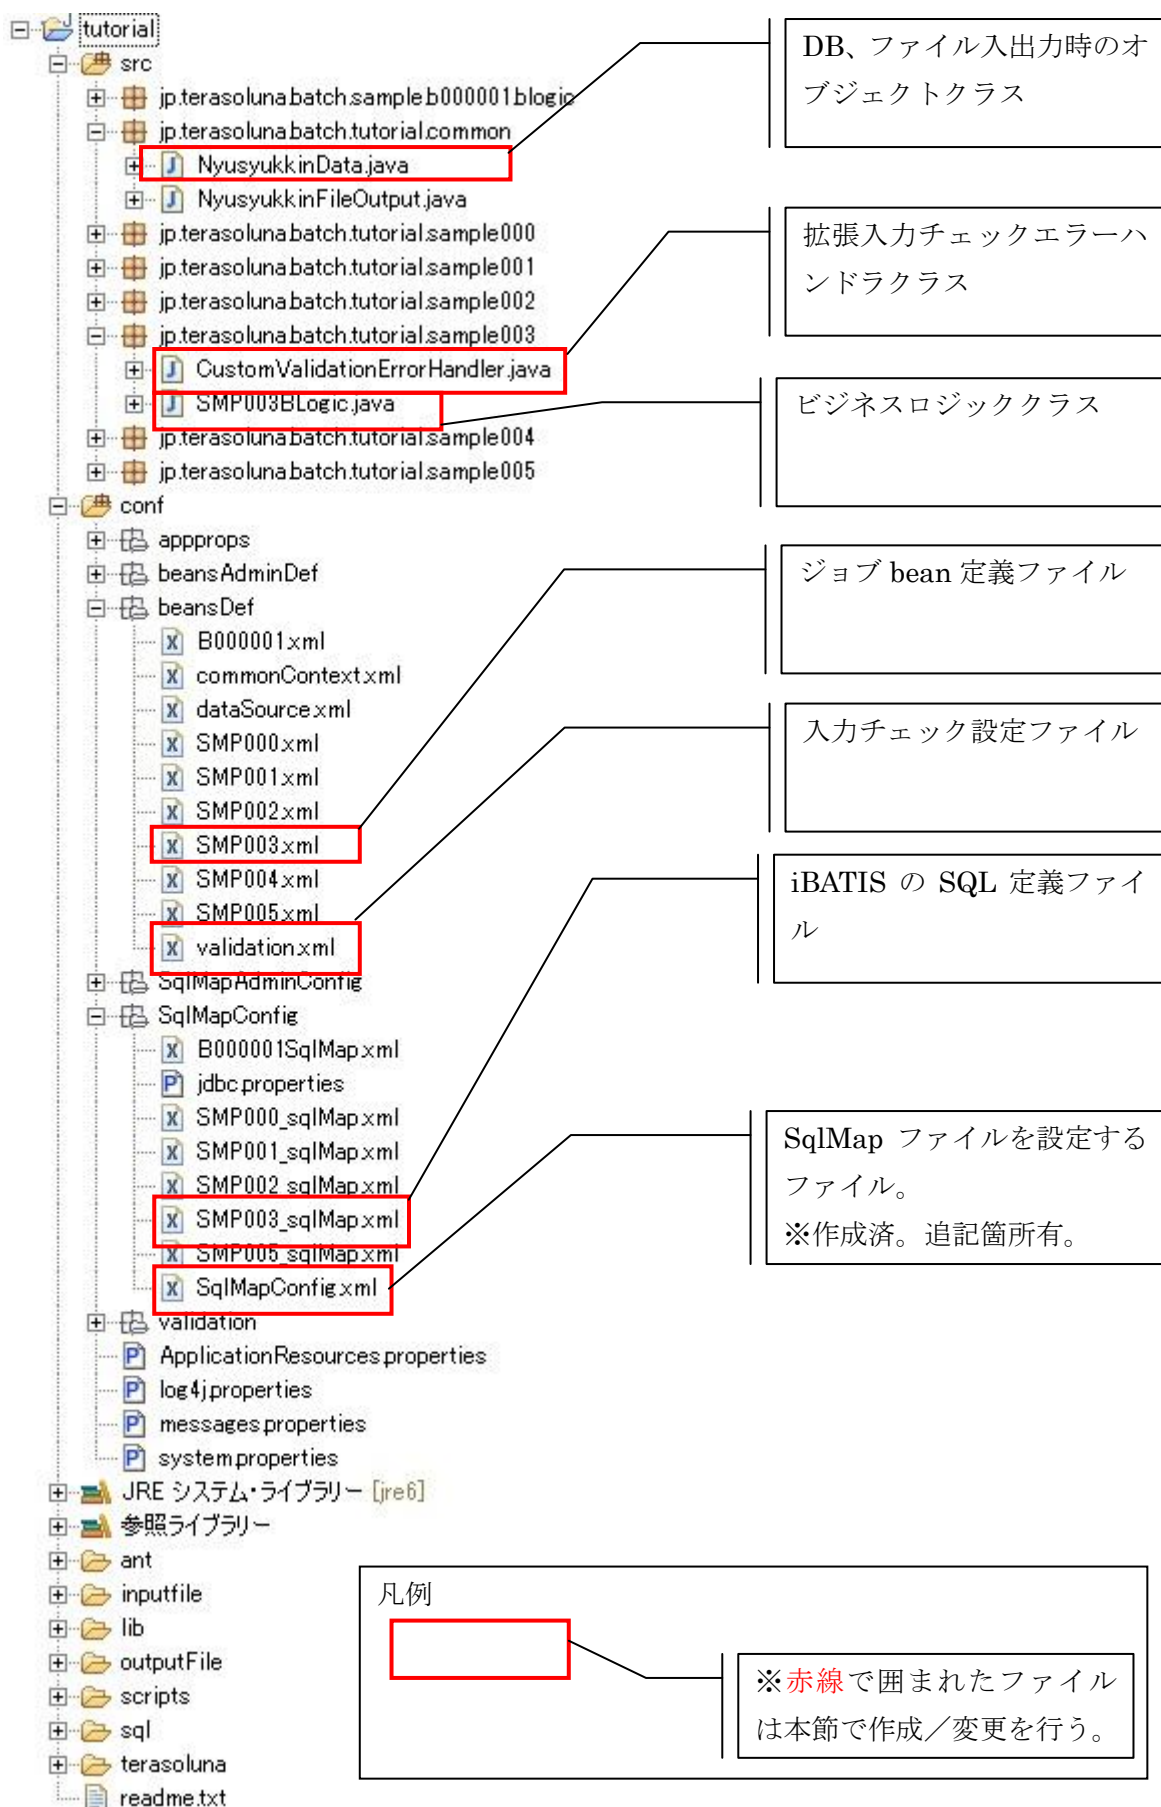 tutorial
src
jp.terasoluna.batch.sample.b000001.blogic
jp.terasoluna.batch.tutorial.common
NyusyukkinData.java
NyusyukkinFileOutput.java
jp.terasoluna.batch.tutorial.sample000
jp.terasoluna.batch.tutorial.sample001
jp.terasoluna.batch.tutorial.sample002
jp.terasoluna.batch.tutorial.sample003
CustomValidationErrorHandler.java
SMP003BLogic.java
jp.terasoluna.batch.tutorial.sample004
jp.terasoluna.batch.tutorial.sample005
conf
appprops
beansAdminDef
beansDef
B000001.xml
commonContext.xml
dataSource.xml
SMP000.xml
SMP001.xml
SMP002.xml
SMP003.xml
SMP004.xml
SMP005.xml
validation.xml
SqlMapAdminConfig
SqlMapConfig
B000001SqlMap.xml
jdbc.properties
SMP000_sqlMap.xml
SMP001_sqlMap.xml
SMP002_sqlMap.xml
SMP003_sqlMap.xml
SMP005_sqlMap.xml
SqlMapConfig.xml
validation
ApplicationResources.properties
log4j.properties
messages.properties
system.properties
JRE システム・ライブラリー [jre6]
参照ライブラリー
ant
inputfile
lib
outputFile
scripts
sql
terasoluna
readme.txt
DB、ファイル入出力時のオ
ブジェクトクラス
拡張入力チェックエラーハ
ンドラクラス
ビジネスロジッククラス
ジョブ bean 定義ファイル
入力チェック設定ファイル
iBATIS の SQL 定義ファイ
ル
SqlMap ファイルを設定する
ファイル。
※作成済。追記箇所有。
凡例
※赤線で囲まれたファイル
は本節で作成／変更を行う。